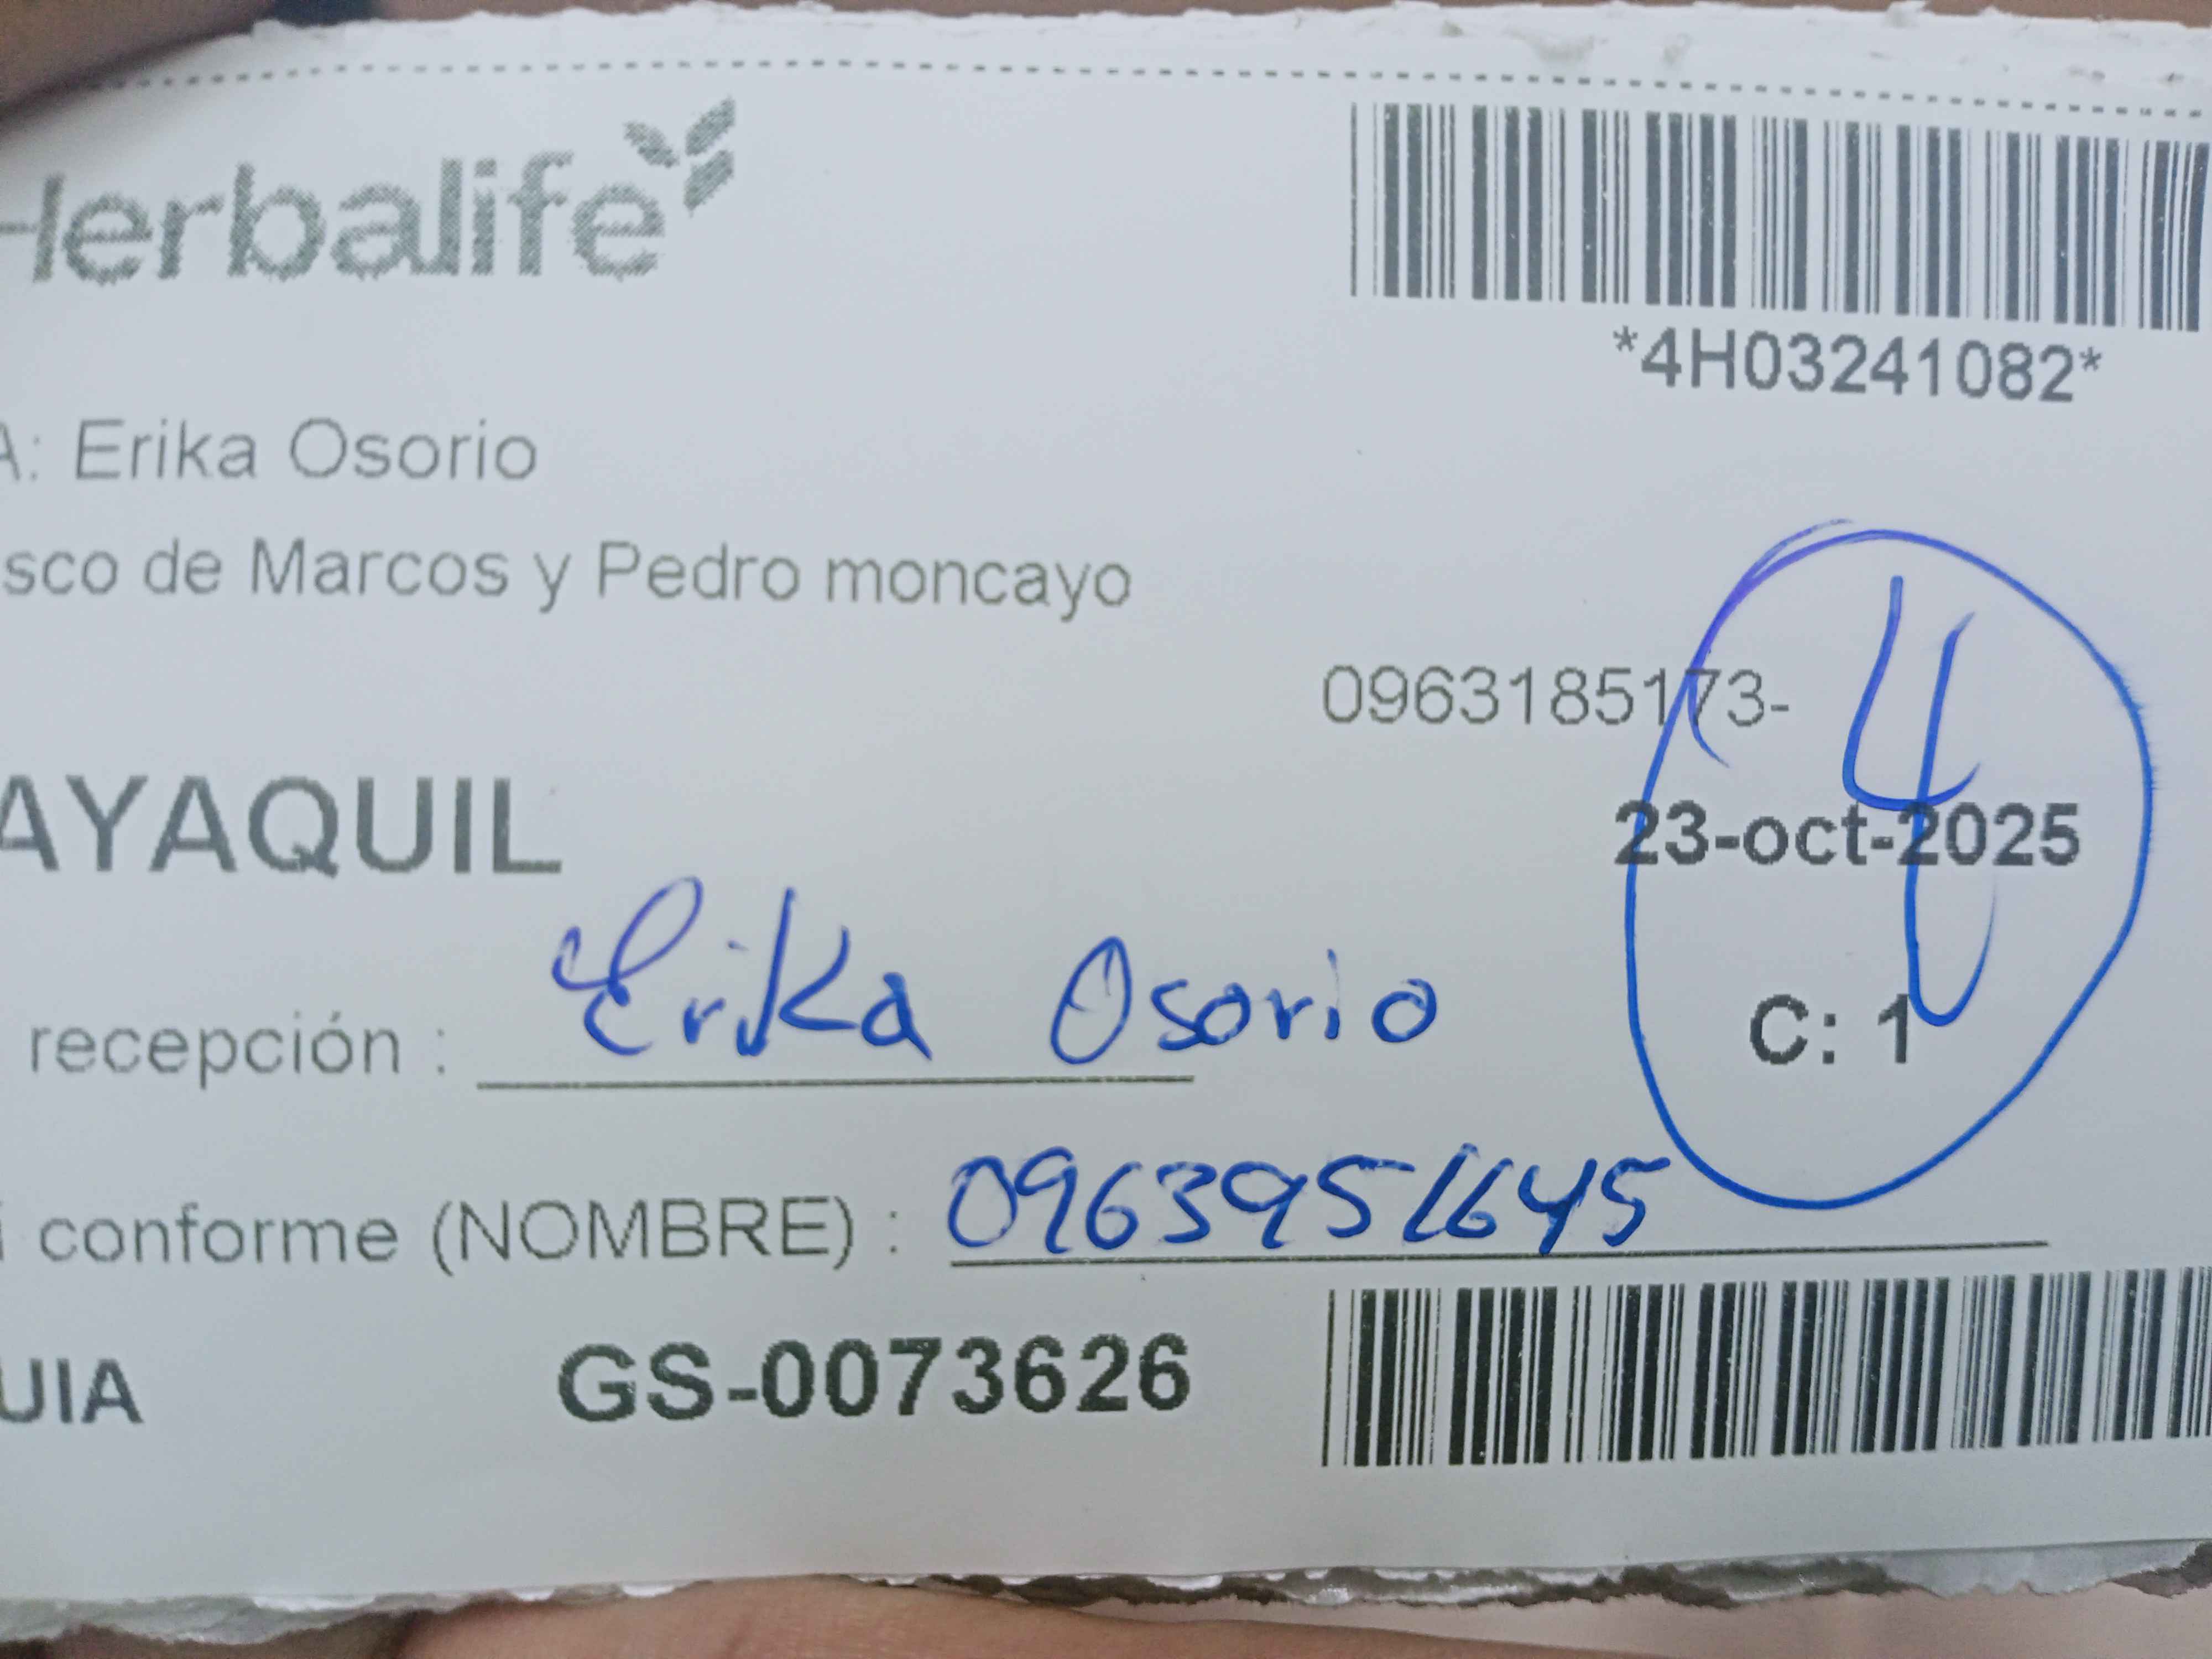 Herbalife
*4H03241082*
A: Erika Osorio
sco de Marcos y Pedro moncayo
0963185173-
4
AYAQUIL
23-oct-2025
C: 1
recepción : Erika Osorio
í conforme (NOMBRE) : 0963951645
UIA GS-0073626